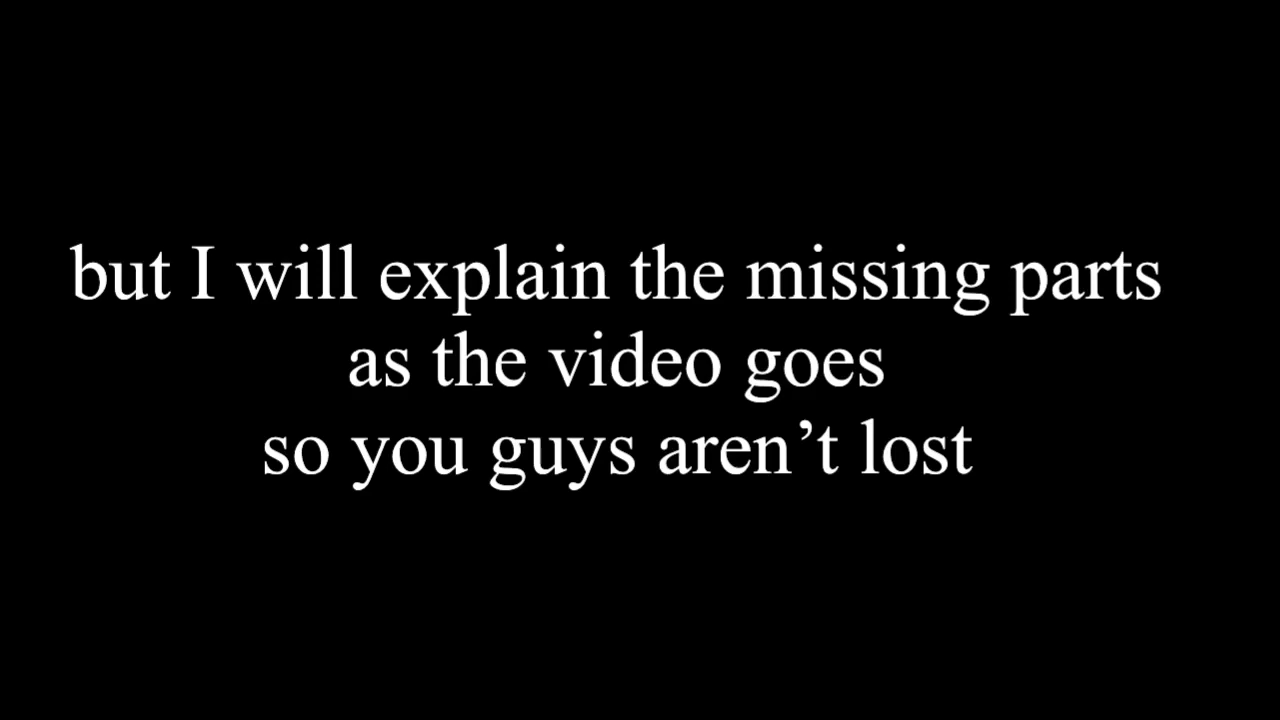 but I will explain the missing parts
as the video goes
so you guys aren’t lost